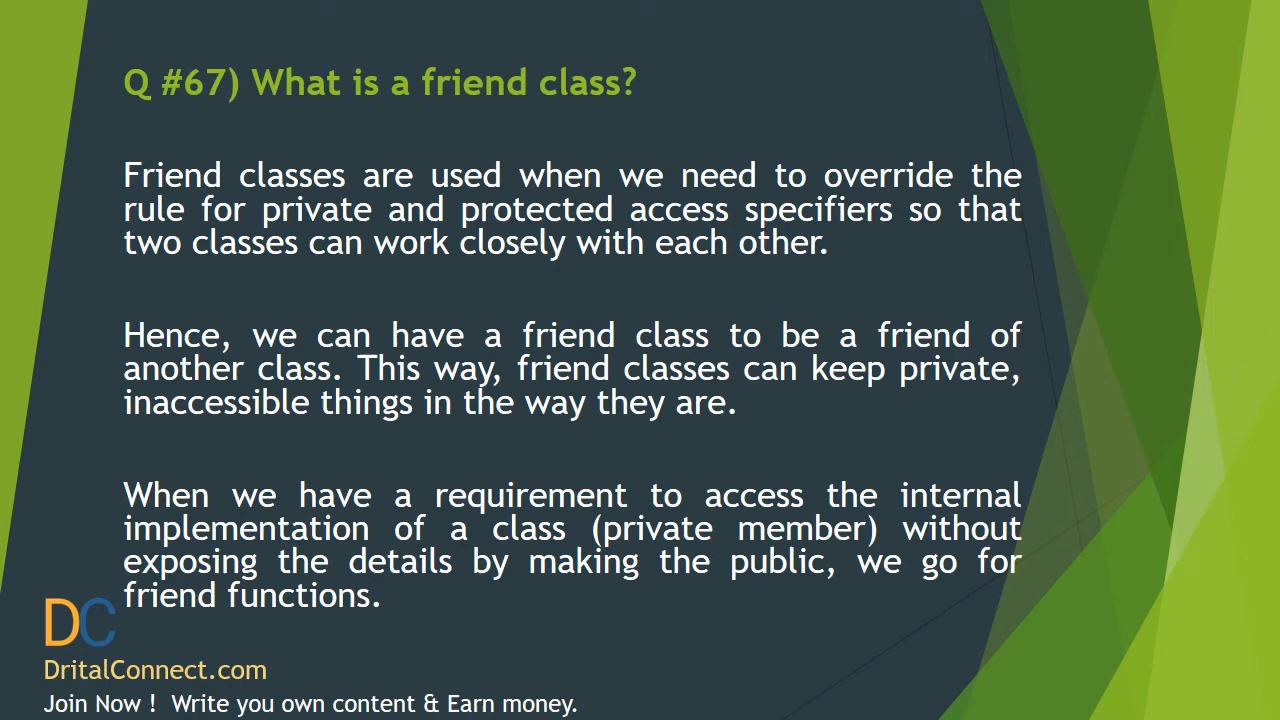 Q #67) What is a friend class?
Friend classes are used when we need to override the
rule for private and protected access specifiers so that
two classes can work closely with each other.
Hence, we can have a friend class to be a friend of
another class. This way, friend classes can keep private,
inaccessible things in the way they are.
When we have a requirement to access the internal
implementation of a class (private member) without
exposing the details by making the public, we go for
friend functions.
DC
DritalConnect.com
Join Now ! Write you own content & Earn money.